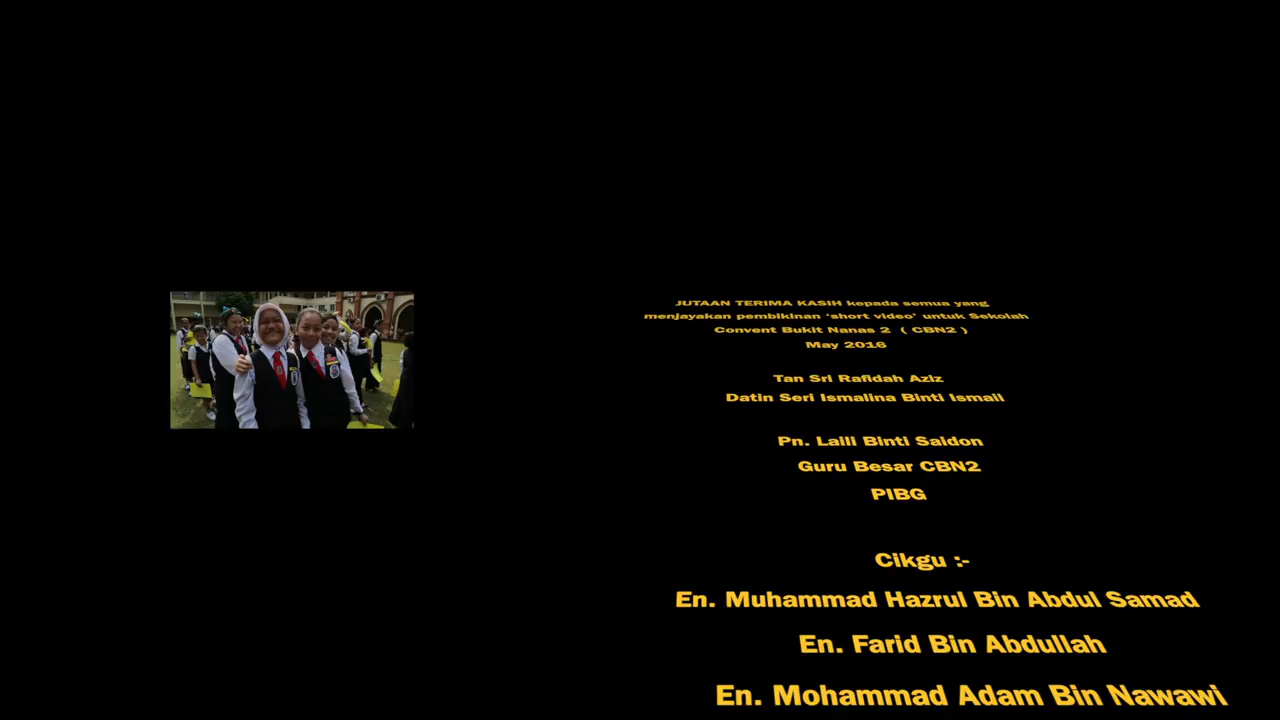 JUTAAN TERIMA KASIH kepada semua yang
menjayakan pembikinan 'short video' untuk Sekolah
Convent Bukit Nanas 2 ( CBN2 )
May 2016
Tan Sri Rafidah Aziz
Datin Seri Ismalina Binti Ismail
Pn. Laili Binti Saidon
Guru Besar CBN2
PIBG
Cikgu :-
En. Muhammad Hazrul Bin Abdul Samad
En. Farid Bin Abdullah
En. Mohammad Adam Bin Nawawi